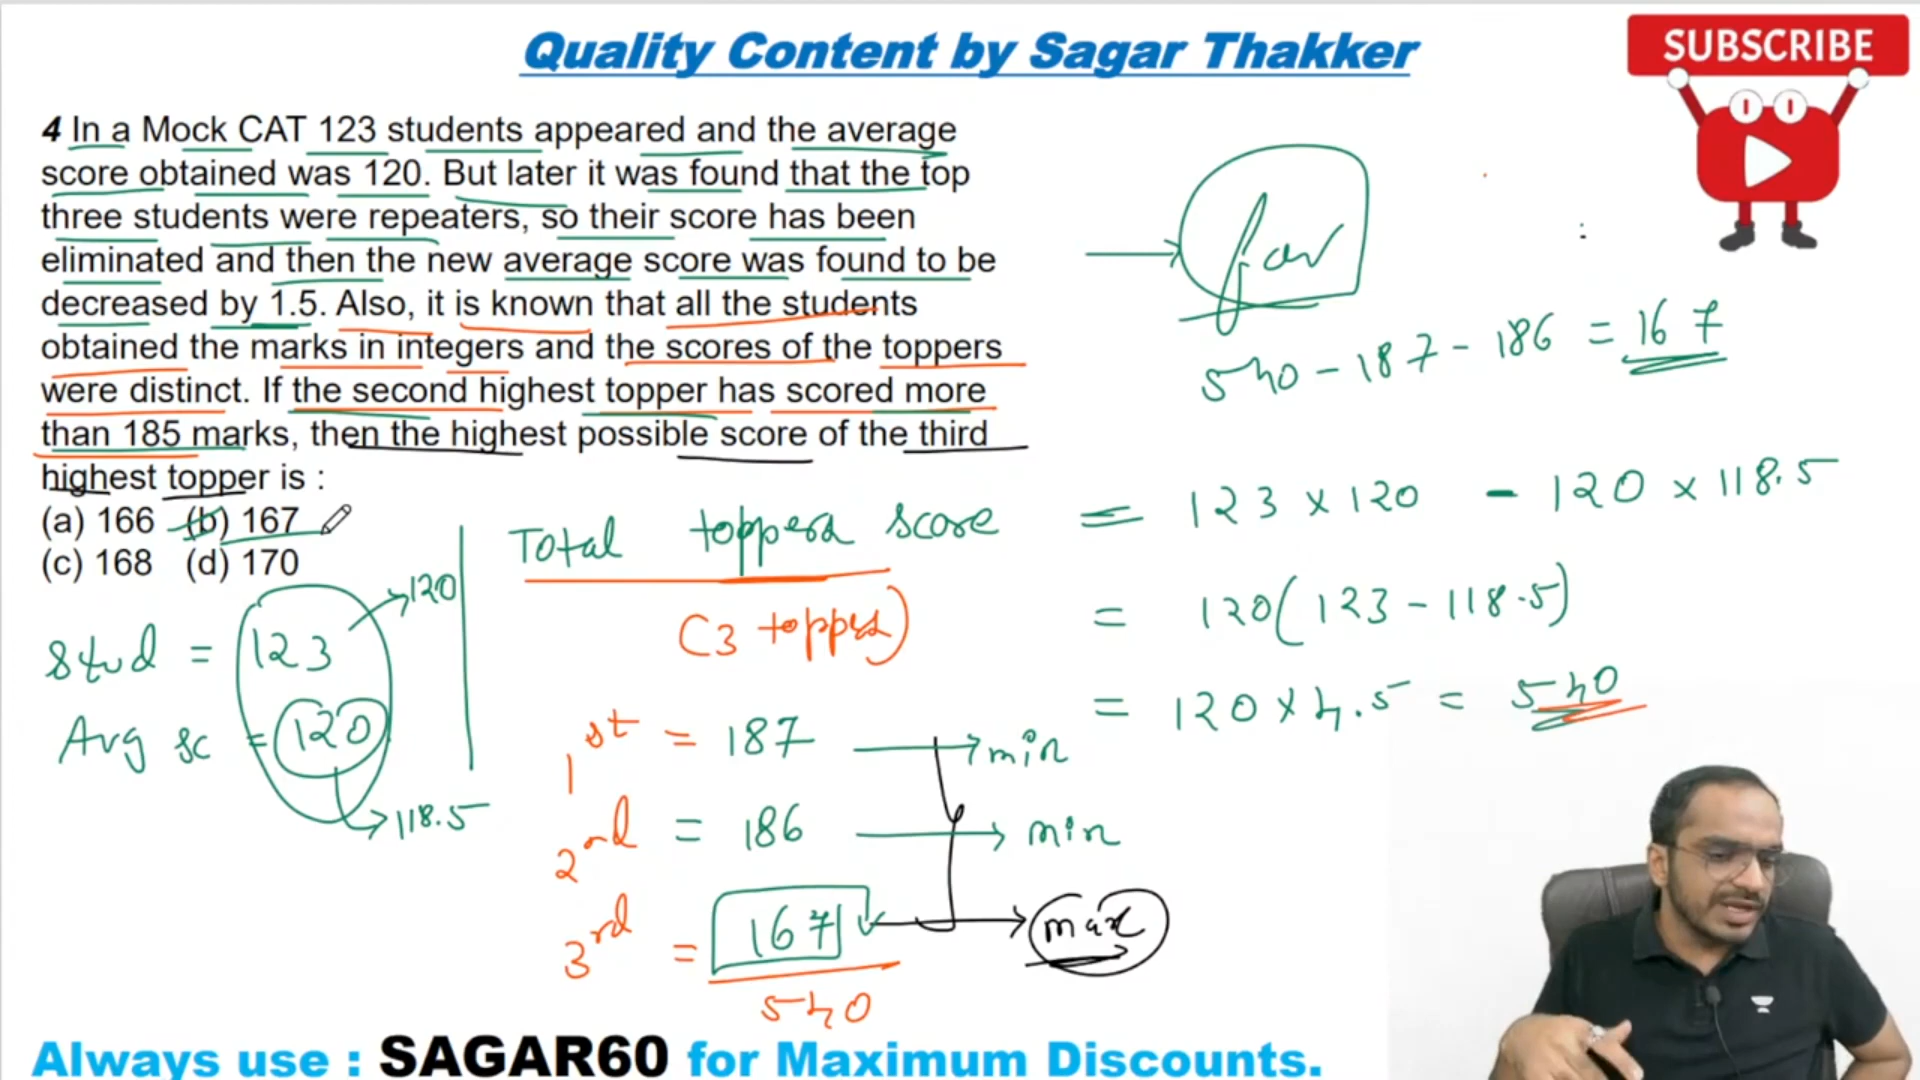 Quality Content by Sagar Thakker
SUBSCRIBE
4 In a Mock CAT 123 students appeared and the average
score obtained was 120. But later it was found that the top
three students were repeaters, so their score has been
eliminated and then the new average score was found to be
decreased by 1.5. Also, it is known that all the students
obtained the marks in integers and the scores of the toppers
were distinct. If the second highest topper has scored more
than 185 marks, then the highest possible score of the third
highest topper is :
(a) 166 (b) 167
(c) 168 (d) 170
540 - 187 - 186 = 167
Total toppers score = 123 × 120 - 120 × 118.5
(3 toppers)
= 120(123 - 118.5)
= 120 × 4.5 = 540
Stud = 123 → 120
Avg sc = 120 → 118.5
1st = 187 → min
2nd = 186 → min
3rd = 167 → max
540
Always use : SAGAR60 for Maximum Discounts.